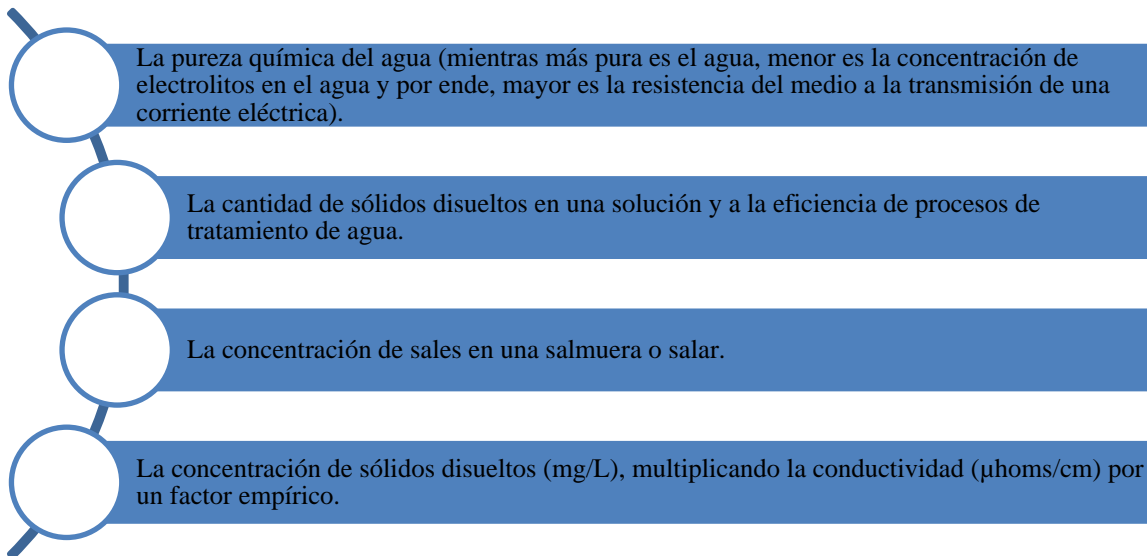 La pureza química del agua (mientras más pura es el agua, menor es la concentración de
electrolitos en el agua y por ende, mayor es la resistencia del medio a la transmisión de una
corriente eléctrica).
La cantidad de sólidos disueltos en una solución y a la eficiencia de procesos de
tratamiento de agua.
La concentración de sales en una salmuera o salar.
La concentración de sólidos disueltos (mg/L), multiplicando la conductividad (µhoms/cm) por
un factor empírico.